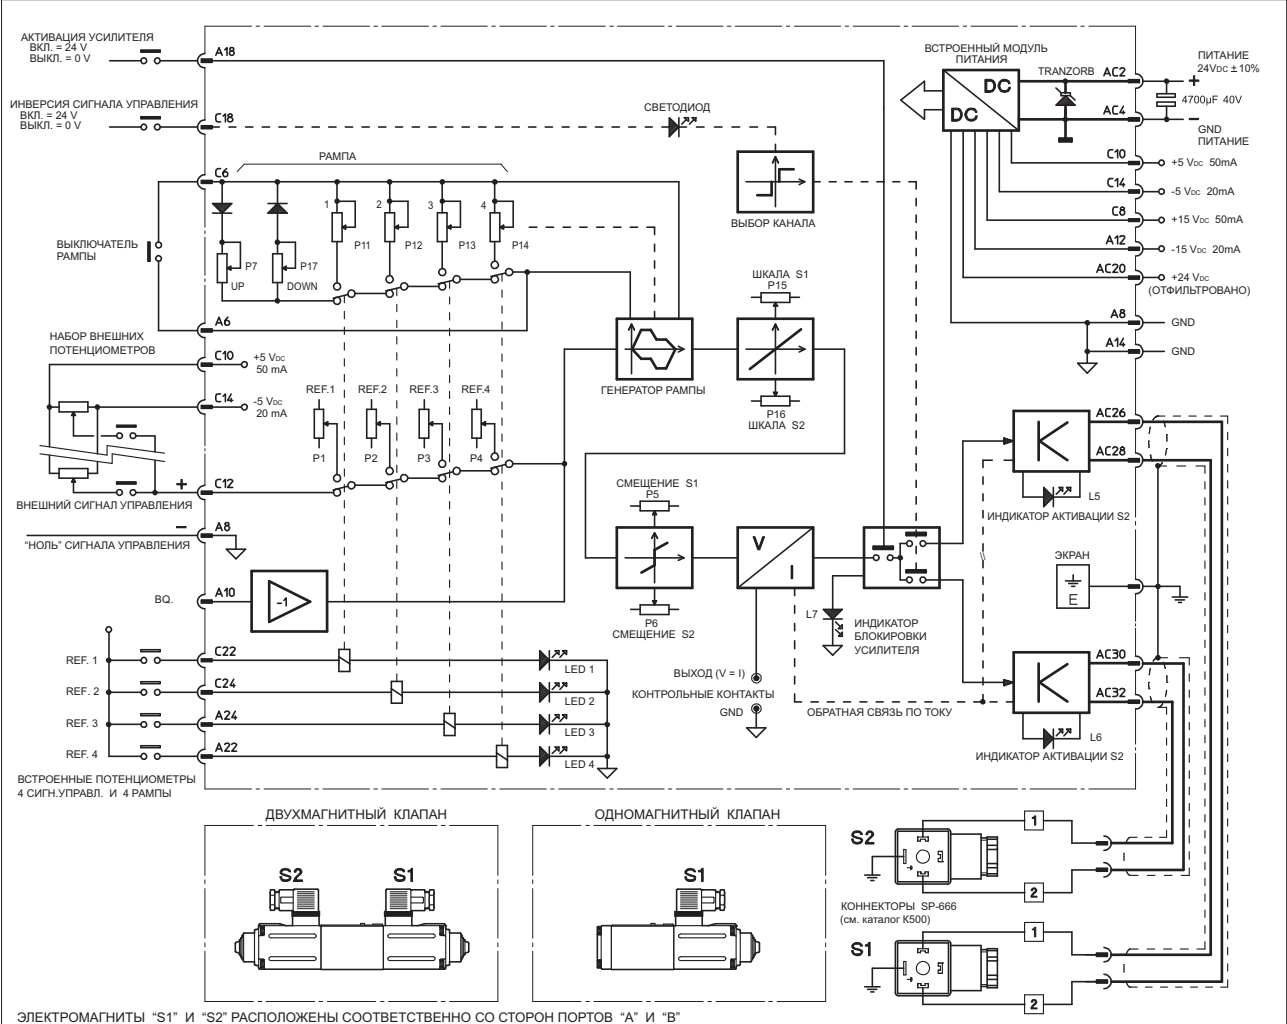 АКТИВАЦИЯ УСИЛИТЕЛЯ
ВКЛ. = 24 V
ВЫКЛ. = 0 V
A18
ИНВЕРСИЯ СИГНАЛА УПРАВЛЕНИЯ
ВКЛ. = 24 V
ВЫКЛ. = 0 V
C18
СВЕТОДИОД
РАМПА
C6
1
2
3
4
P11
P12
P13
P14
P7
UP
P17
DOWN
ВЫКЛЮЧАТЕЛЬ
РАМПЫ
A6
ВЫБОР КАНАЛА
ВСТРОЕННЫЙ МОДУЛЬ
ПИТАНИЯ
DC
DC
TRANZORB
AC2
AC4
ПИТАНИЕ
24VDC ± 10%
+
4700µF 40V
−
GND
ПИТАНИЕ
C10
+5 VDC 50mA
C14
-5 VDC 20mA
C8
+15 VDC 50mA
A12
-15 VDC 20mA
AC20
+24 VDC
(ОТФИЛЬТРОВАНО)
A8
GND
A14
GND
НАБОР ВНЕШНИХ
ПОТЕНЦИОМЕТРОВ
C10
+5 VDC
50 mA
C14
-5 VDC
20 mA
ШКАЛА S1
P15
P16
ШКАЛА S2
ГЕНЕРАТОР РАМПЫ
REF.1
REF.2
REF.3
REF.4
P1
P2
P3
P4
+
C12
ВНЕШНИЙ СИГНАЛ УПРАВЛЕНИЯ
−
A8
“НОЛЬ” СИГНАЛА УПРАВЛЕНИЯ
BQ.
A10
-1
СМЕЩЕНИЕ S1
P5
P6
СМЕЩЕНИЕ S2
V
I
L7
ИНДИКАТОР
БЛОКИРОВКИ
УСИЛИТЕЛЯ
AC26
AC28
L5
ИНДИКАТОР АКТИВАЦИИ S2
ЭКРАН
E
AC30
AC32
L6
ИНДИКАТОР АКТИВАЦИИ S2
ВЫХОД (V = I)
КОНТРОЛЬНЫЕ КОНТАКТЫ
GND
ОБРАТНАЯ СВЯЗЬ ПО ТОКУ
REF. 1
C22
LED 1
REF. 2
C24
LED 2
REF. 3
A24
LED 3
REF. 4
A22
LED 4
ВСТРОЕННЫЕ ПОТЕНЦИОМЕТРЫ
4 СИГН.УПРАВЛ. И 4 РАМПЫ
ДВУХМАГНИТНЫЙ КЛАПАН
S2
S1
ОДНОМАГНИТНЫЙ КЛАПАН
S1
S2
1
2
КОННЕКТОРЫ SP-666
(см. каталог K500)
S1
1
2
ЭЛЕКТРОМАГНИТЫ “S1” И “S2” РАСПОЛОЖЕНЫ СООТВЕТСТВЕННО СО СТОРОН ПОРТОВ “A” И “B”